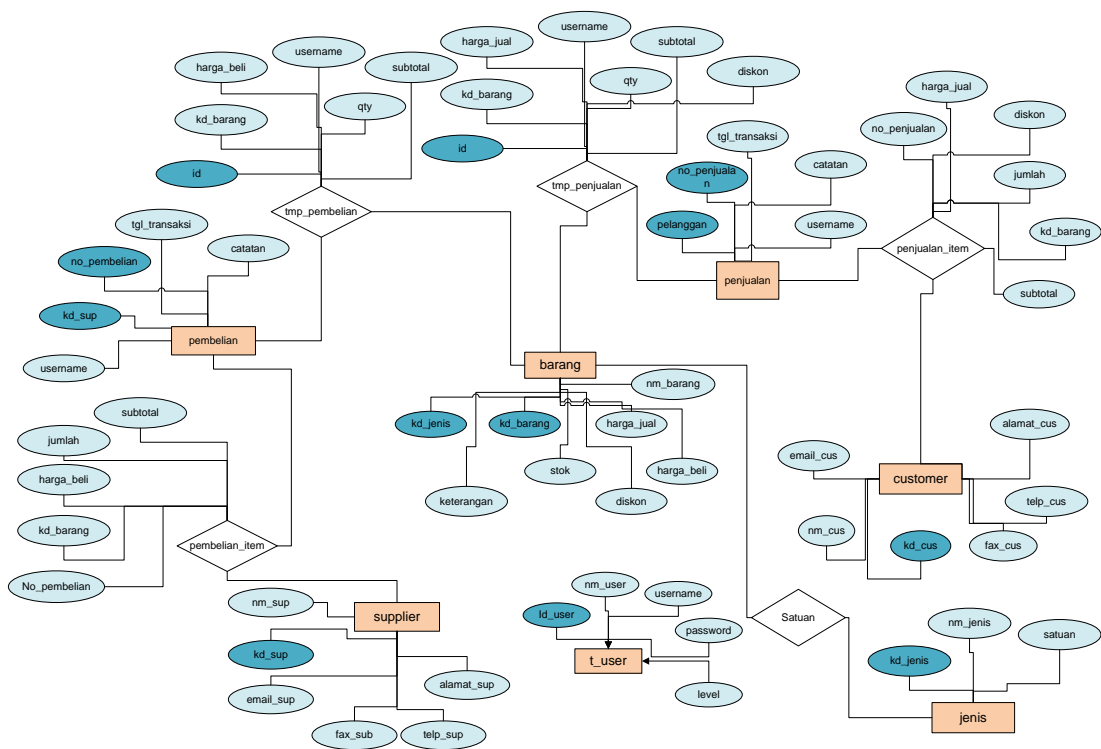 username
harga_beli
subtotal
kd_barang
qty
id
tmp_pembelian
username
harga_jual
subtotal
diskon
qty
kd_barang
id
tmp_penjualan
tgl_transaksi
no_penjuala
n
catatan
pelanggan
username
penjualan
harga_jual
diskon
no_penjualan
jumlah
kd_barang
penjualan_item
subtotal
tgl_transaksi
no_pembelian
catatan
kd_sup
pembelian
username
barang
nm_barang
kd_jenis
kd_barang
harga_jual
stok
harga_beli
keterangan
diskon
subtotal
jumlah
harga_beli
kd_barang
No_pembelian
pembelian_item
alamat_cus
email_cus
customer
telp_cus
nm_cus
kd_cus
fax_cus
nm_sup
supplier
kd_sup
email_sup
alamat_sup
fax_sub
telp_sup
nm_user
username
Id_user
password
t_user
level
Satuan
nm_jenis
satuan
kd_jenis
jenis